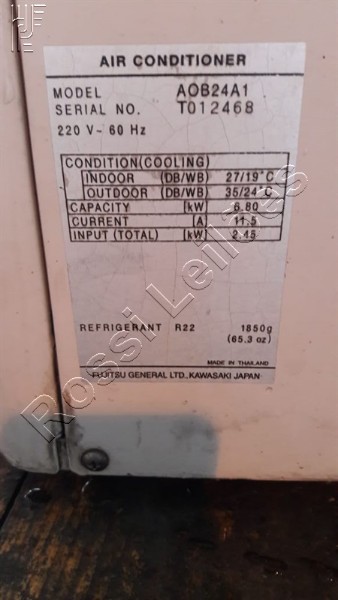 AIR CONDITIONER
MODEL AOB24A1
SERIAL NO. T012468
220 V~ 60 Hz
CONDITION(COOLING)
INDOOR (DB/WB) 27/19°C
OUTDOOR (DB/WB) 35/24°C
CAPACITY [kW] 6.80
CURRENT [A] 11.5
INPUT (TOTAL) [kW] 2.45
REFRIGERANT R22 1850g
(65.3 oz)
MADE IN THAILAND
FUJITSU GENERAL LTD., KAWASAKI JAPAN
Rossi Leilões